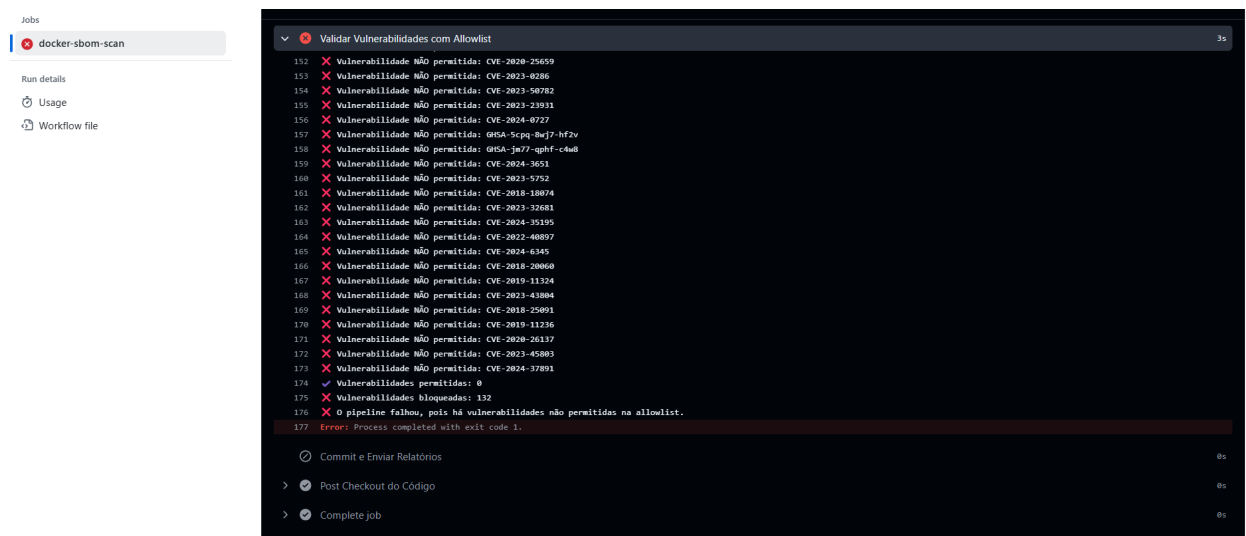 Jobs
docker-sbom-scan
Run details
Usage
Workflow file
Validar Vulnerabilidades com Allowlist 3s
152 ❌ Vulnerabilidade NÃO permitida: CVE-2020-25659
153 ❌ Vulnerabilidade NÃO permitida: CVE-2023-0286
154 ❌ Vulnerabilidade NÃO permitida: CVE-2023-50782
155 ❌ Vulnerabilidade NÃO permitida: CVE-2023-23931
156 ❌ Vulnerabilidade NÃO permitida: CVE-2024-0727
157 ❌ Vulnerabilidade NÃO permitida: GHSA-5cpq-8wj7-hf2v
158 ❌ Vulnerabilidade NÃO permitida: GHSA-jm77-qphf-c4w8
159 ❌ Vulnerabilidade NÃO permitida: CVE-2024-3651
160 ❌ Vulnerabilidade NÃO permitida: CVE-2023-5752
161 ❌ Vulnerabilidade NÃO permitida: CVE-2018-18074
162 ❌ Vulnerabilidade NÃO permitida: CVE-2023-32681
163 ❌ Vulnerabilidade NÃO permitida: CVE-2024-35195
164 ❌ Vulnerabilidade NÃO permitida: CVE-2022-40897
165 ❌ Vulnerabilidade NÃO permitida: CVE-2024-6345
166 ❌ Vulnerabilidade NÃO permitida: CVE-2018-20060
167 ❌ Vulnerabilidade NÃO permitida: CVE-2019-11324
168 ❌ Vulnerabilidade NÃO permitida: CVE-2023-43804
169 ❌ Vulnerabilidade NÃO permitida: CVE-2018-25091
170 ❌ Vulnerabilidade NÃO permitida: CVE-2019-11236
171 ❌ Vulnerabilidade NÃO permitida: CVE-2020-26137
172 ❌ Vulnerabilidade NÃO permitida: CVE-2023-45803
173 ❌ Vulnerabilidade NÃO permitida: CVE-2024-37891
174 ✓ Vulnerabilidades permitidas: 0
175 ❌ Vulnerabilidades bloqueadas: 132
176 ❌ O pipeline falhou, pois há vulnerabilidades não permitidas na allowlist.
177 Error: Process completed with exit code 1.
Commit e Enviar Relatórios 0s
Post Checkout do Código 0s
Complete job 0s